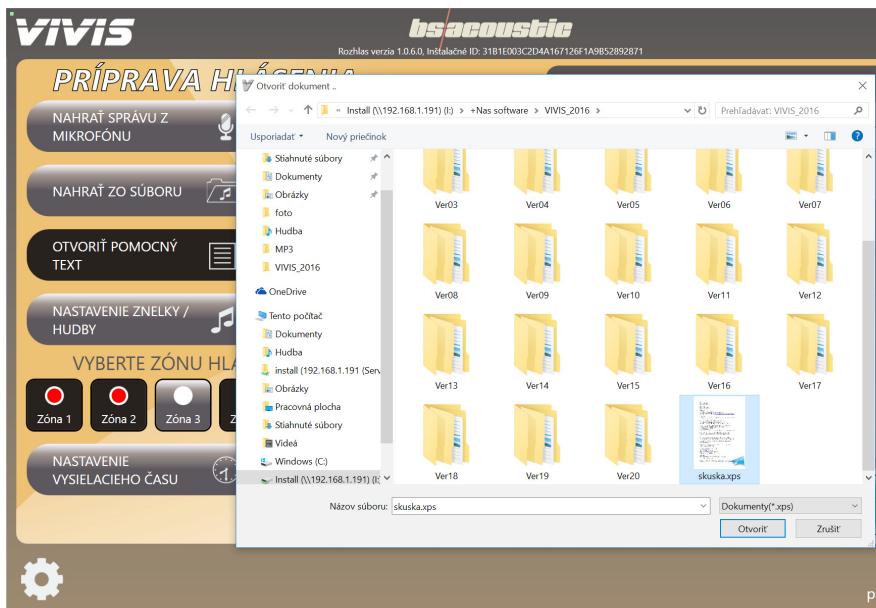 VIVIS
bsacoustic
Rozhlas verzia 1.0.6.0, Inštalačné ID: 31B1E003C2D4A167126F1A9B52892871
PRÍPRAVA HLÁSENIA
NAHRAŤ SPRÁVU Z
MIKROFÓNU
NAHRAŤ ZO SÚBORU
OTVORIŤ POMOCNÝ
TEXT
NASTAVENIE ZNELKY /
HUDBY
VYBERTE ZÓNU HLÁ
Zóna 1 Zóna 2 Zóna 3 Z
NASTAVENIE
VYSIELACIEHO ČASU
Otvoriť dokument ..
« Install (\\192.168.1.191) (I:) > +Nas software > VIVIS_2016 >
Prehľadávať: VIVIS_2016
Usporiadať Nový priečinok
Stiahnuté súbory
Dokumenty
Obrázky
foto
Hudba
MP3
VIVIS_2016
OneDrive
Tento počítač
Dokumenty
Hudba
install (192.168.1.191 (Serv
Obrázky
Pracovná plocha
Stiahnuté súbory
Videá
Windows (C:)
Install (\\192.168.1.191) (I:
Ver03 Ver04 Ver05 Ver06 Ver07
Ver08 Ver09 Ver10 Ver11 Ver12
Ver13 Ver14 Ver15 Ver16 Ver17
Ver18 Ver19 Ver20 skuska.xps
Názov súboru: skuska.xps Dokumenty(*.xps)
Otvoriť Zrušiť
p